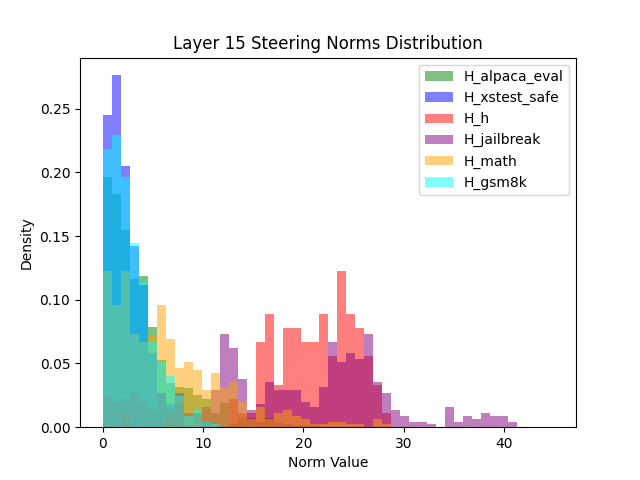 Layer 15 Steering Norms Distribution
H_alpaca_eval
H_xstest_safe
H_h
H_jailbreak
H_math
H_gsm8k
0.25
0.20
0.15
0.10
0.05
0.00
Density
0 10 20 30 40
Norm Value